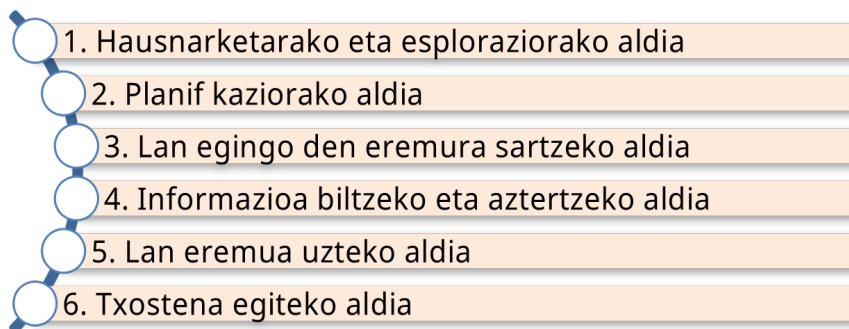 1. Hausnarketarako eta esploraziorako aldia
2. Planif kaziorako aldia
3. Lan egingo den eremura sartzeko aldia
4. Informazioa biltzeko eta aztertzeko aldia
5. Lan eremua uzteko aldia
6. Txostena egiteko aldia